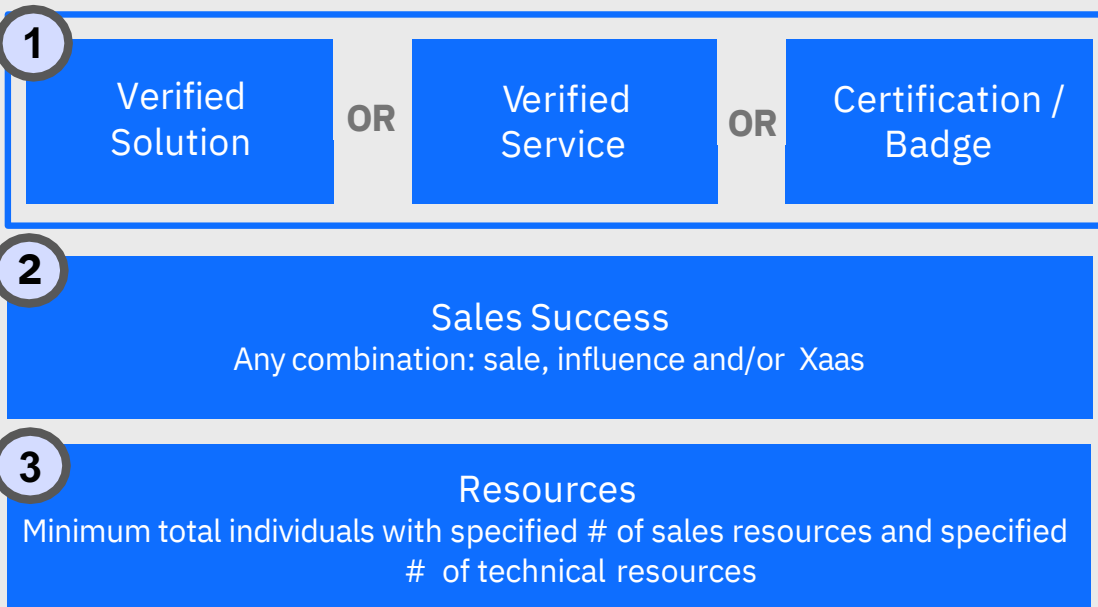 1
Verified
Solution
OR
Verified
Service
OR
Certification /
Badge
2
Sales Success
Any combination: sale, influence and/or Xaas
3
Resources
Minimum total individuals with specified # of sales resources and specified
# of technical resources